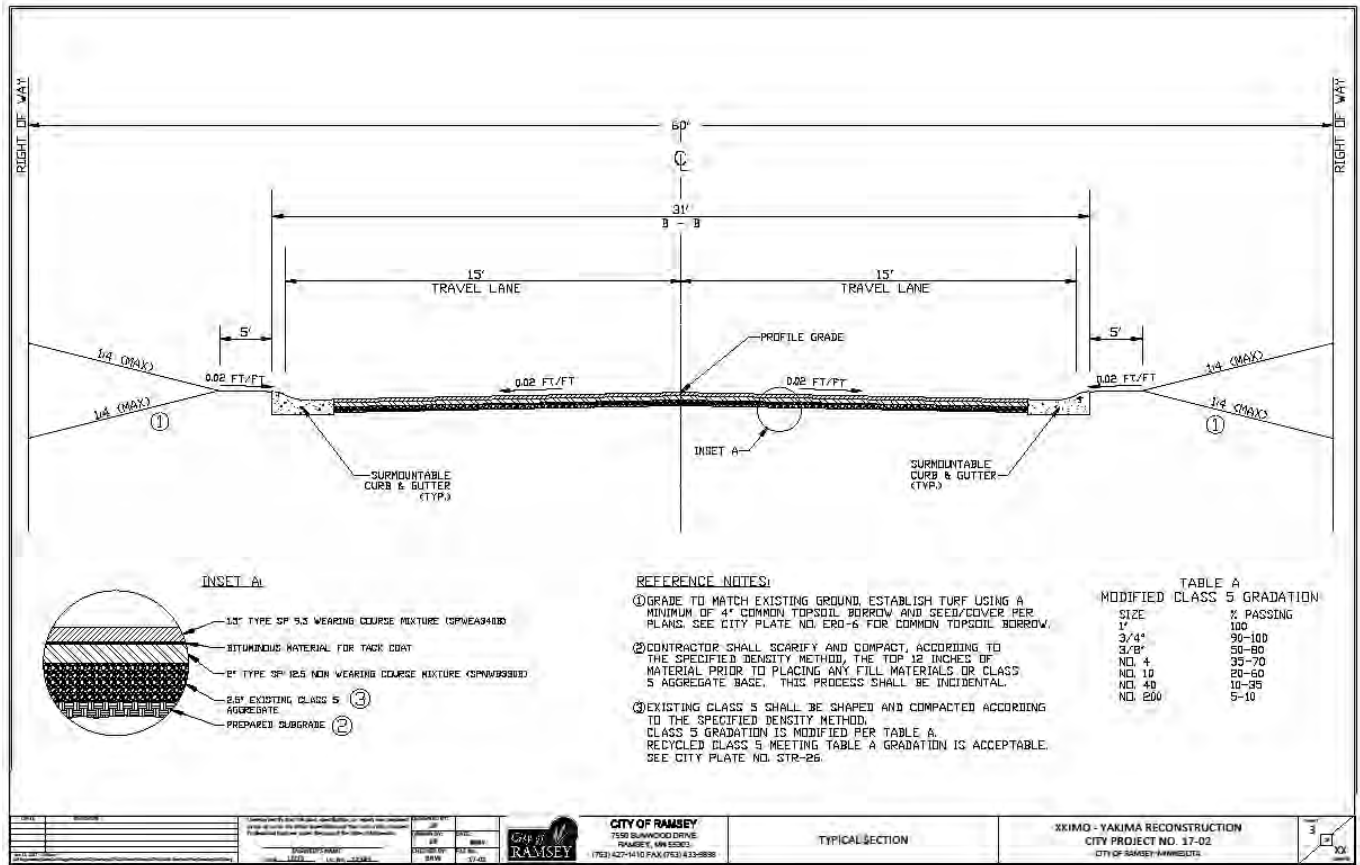 RIGHT OF WAY
RIGHT OF WAY
60'
31'
B - B
15'
TRAVEL LANE
15'
TRAVEL LANE
5'
5'
PROFILE GRADE
1:4 (MAX)
1:4 (MAX)
0.02 FT/FT
0.02 FT/FT
0.02 FT/FT
0.02 FT/FT
1:4 (MAX)
1:4 (MAX)
①
①
INSET A
SURMOUNTABLE
CURB & GUTTER
(TYP.)
SURMOUNTABLE
CURB & GUTTER
(TYP.)
INSET A:
1.5" TYPE SP 9.5 WEARING COURSE MIXTURE (SPWEA340B)
BITUMINOUS MATERIAL FOR TACK COAT
2" TYPE SP 12.5 NON WEARING COURSE MIXTURE
2.5" EXISTING CLASS 5 ③
AGGREGATE
PREPARED SUBGRADE ②
REFERENCE NOTES:
① GRADE TO MATCH EXISTING GROUND, ESTABLISH TURF USING A
MINIMUM OF 4" COMMON TOPSOIL BORROW AND SEED/COVER PER
PLANS. SEE CITY PLATE NO. ERO-6 FOR COMMON TOPSOIL BORROW.
② CONTRACTOR SHALL SCARIFY AND COMPACT, ACCORDING TO
THE SPECIFIED DENSITY METHOD, THE TOP 12 INCHES OF
MATERIAL PRIOR TO PLACING ANY FILL MATERIALS OR CLASS
5 AGGREGATE BASE. THIS PROCESS SHALL BE INCIDENTAL.
③ EXISTING CLASS 5 SHALL BE SHAPED AND COMPACTED ACCORDING
TO THE SPECIFIED DENSITY METHOD.
CLASS 5 GRADATION IS MODIFIED PER TABLE A.
RECYCLED CLASS 5 MEETING TABLE A GRADATION IS ACCEPTABLE.
SEE CITY PLATE NO. STR-26.
TABLE A
MODIFIED CLASS 5 GRADATION
SIZE % PASSING
1" 100
3/4" 90-100
3/8" 50-80
NO. 4 35-70
NO. 10 20-60
NO. 40 10-35
NO. 200 5-10
City of
RAMSEY
CITY OF RAMSEY
7550 SUNWOOD DRIVE
RAMSEY, MN 55303
(763) 427-1410 FAX (763) 433-9898
TYPICAL SECTION
XKIMO - YAKIMA RECONSTRUCTION
CITY PROJECT NO. 17-02
CITY OF RAMSEY MINNESOTA
17-02
3
XX